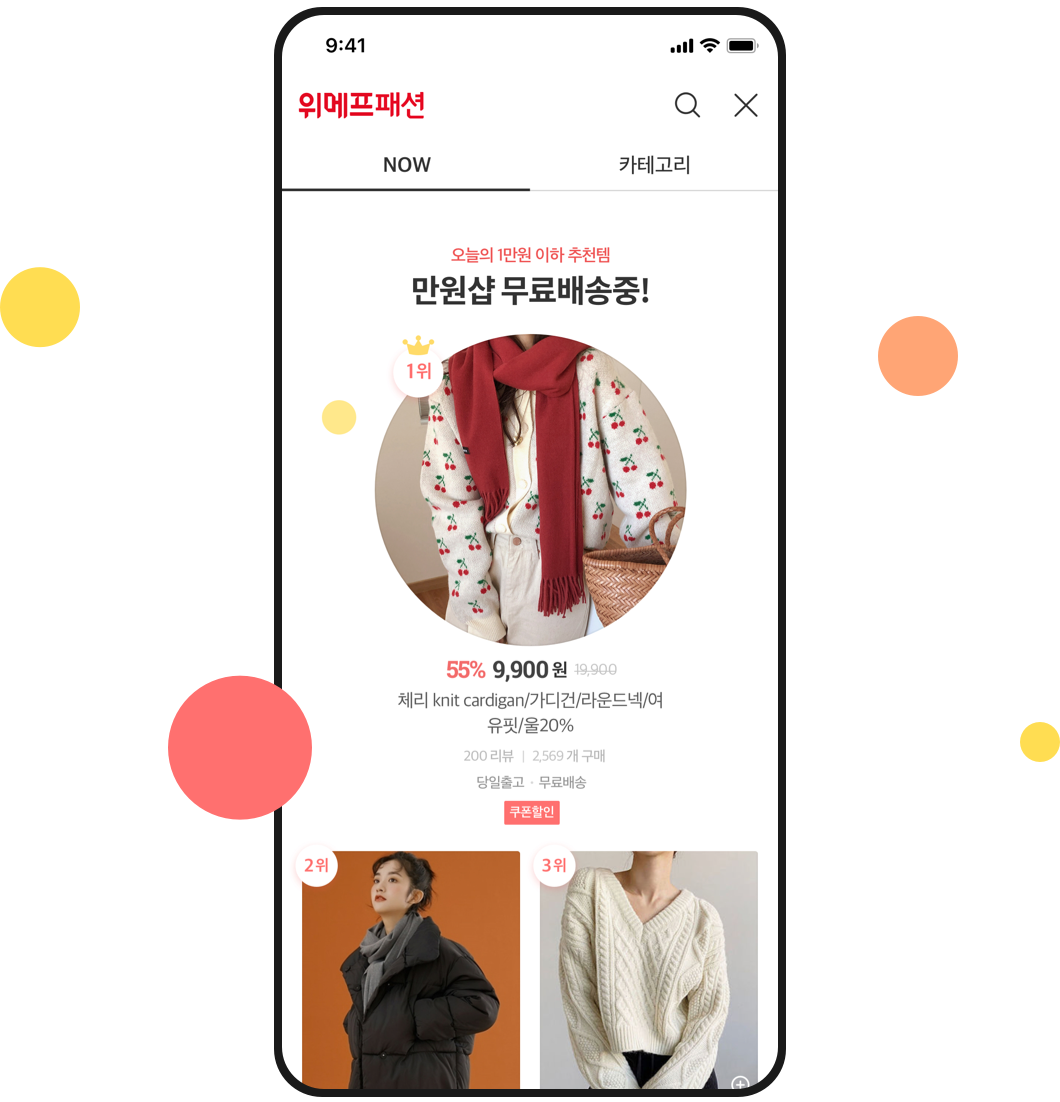 9:41
위메프패션
NOW
카테고리
오늘의 1만원 이하 추천템
만원샵 무료배송중!
1위
55% 9,900원 19,900
체리 knit cardigan/가디건/라운드넥/여
유핏/울20%
200 리뷰 | 2,569 개 구매
당일출고 · 무료배송
쿠폰할인
2위
3위